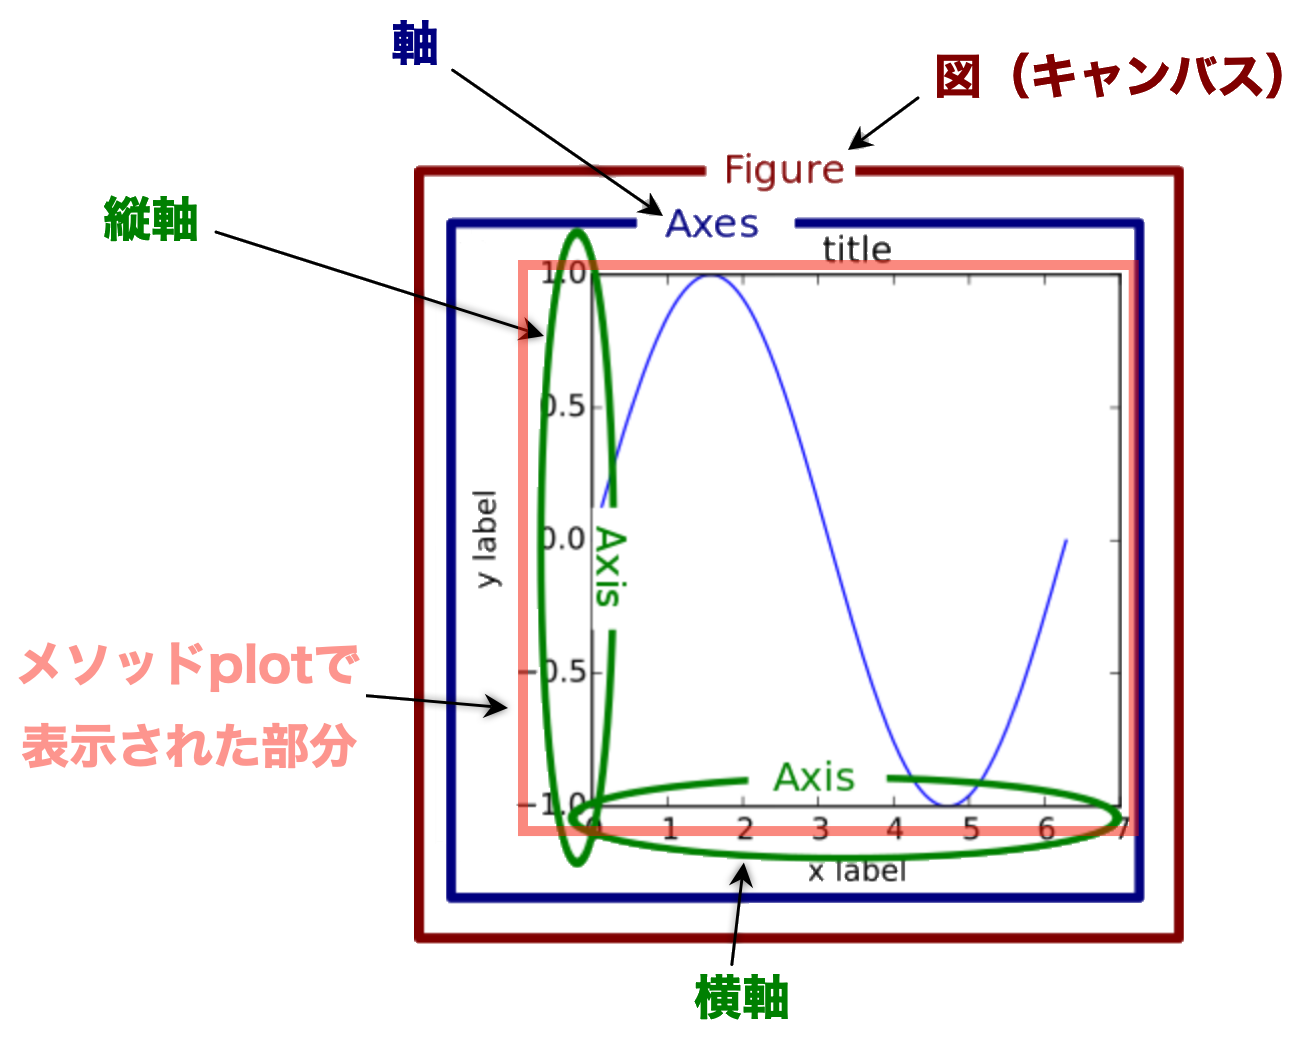 軸
図（キャンバス）
Figure
縦軸
Axes
title
1.0
0.5
0.0
−0.5
−1.0
y label
Axis
メソッドplotで
表示された部分
Axis
0 1 2 3 4 5 6 7
x label
横軸